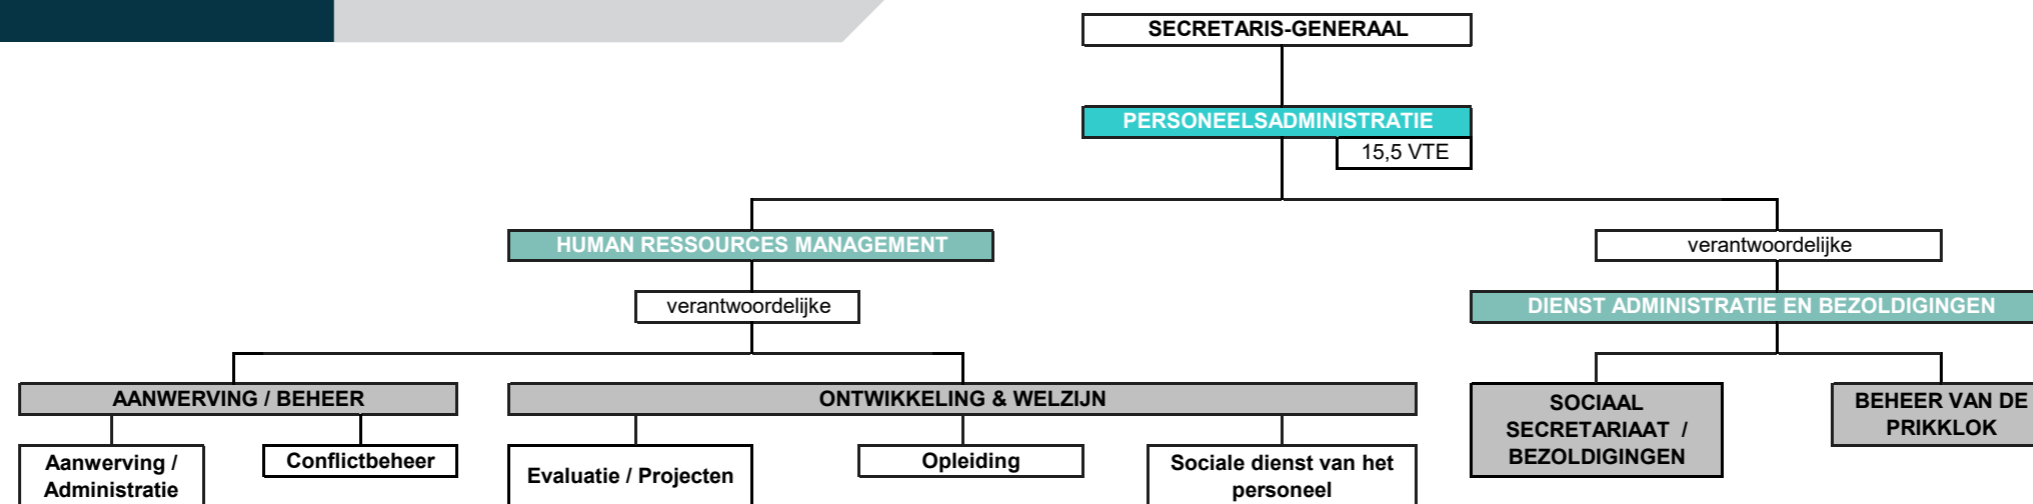 SECRETARIS-GENERAAL
PERSONEELSADMINISTRATIE
15,5 VTE
HUMAN RESSOURCES MANAGEMENT
verantwoordelijke
verantwoordelijke
DIENST ADMINISTRATIE EN BEZOLDIGINGEN
AANWERVING / BEHEER
ONTWIKKELING & WELZIJN
SOCIAAL
SECRETARIAAT /
BEZOLDIGINGEN
BEHEER VAN DE
PRIKKLOK
Aanwerving /
Administratie
Conflictbeheer
Evaluatie / Projecten
Opleiding
Sociale dienst van het
personeel